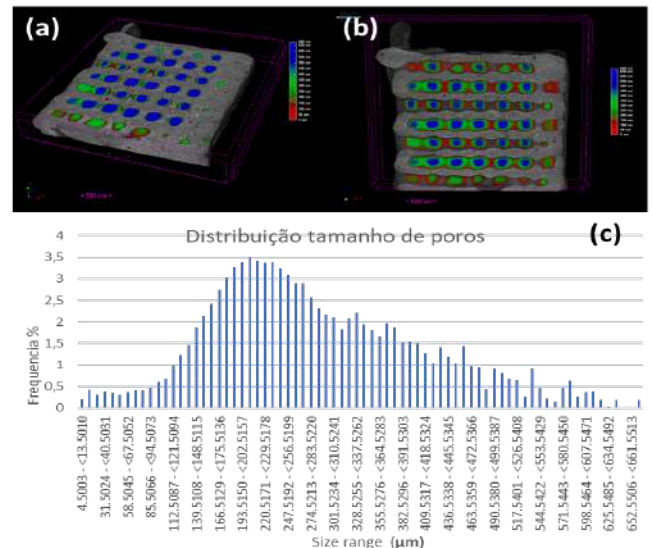 (a)
(b)
Distribuição tamanho de poros
(c)
Frequencia %
4
3,5
3
2,5
2
1,5
1
0,5
0
4.5003 - <13.5010
31.5024 - <40.5031
58.5045 - <67.5052
85.5066 - <94.5073
112.5087 - <121.5094
139.5108 - <148.5115
166.5129 - <175.5136
193.5150 - <202.5157
220.5171 - <229.5178
247.5192 - <256.5199
274.5213 - <283.5220
301.5234 - <310.5241
328.5255 - <337.5262
355.5276 - <364.5283
382.5296 - <391.5303
409.5317 - <418.5324
436.5338 - <445.5345
463.5359 - <472.5366
490.5380 - <499.5387
517.5401 - <526.5408
544.5422 - <553.5429
571.5443 - <580.5450
598.5464 - <607.5471
625.5485 - <634.5492
652.5506 - <661.5513
Size range (µm)